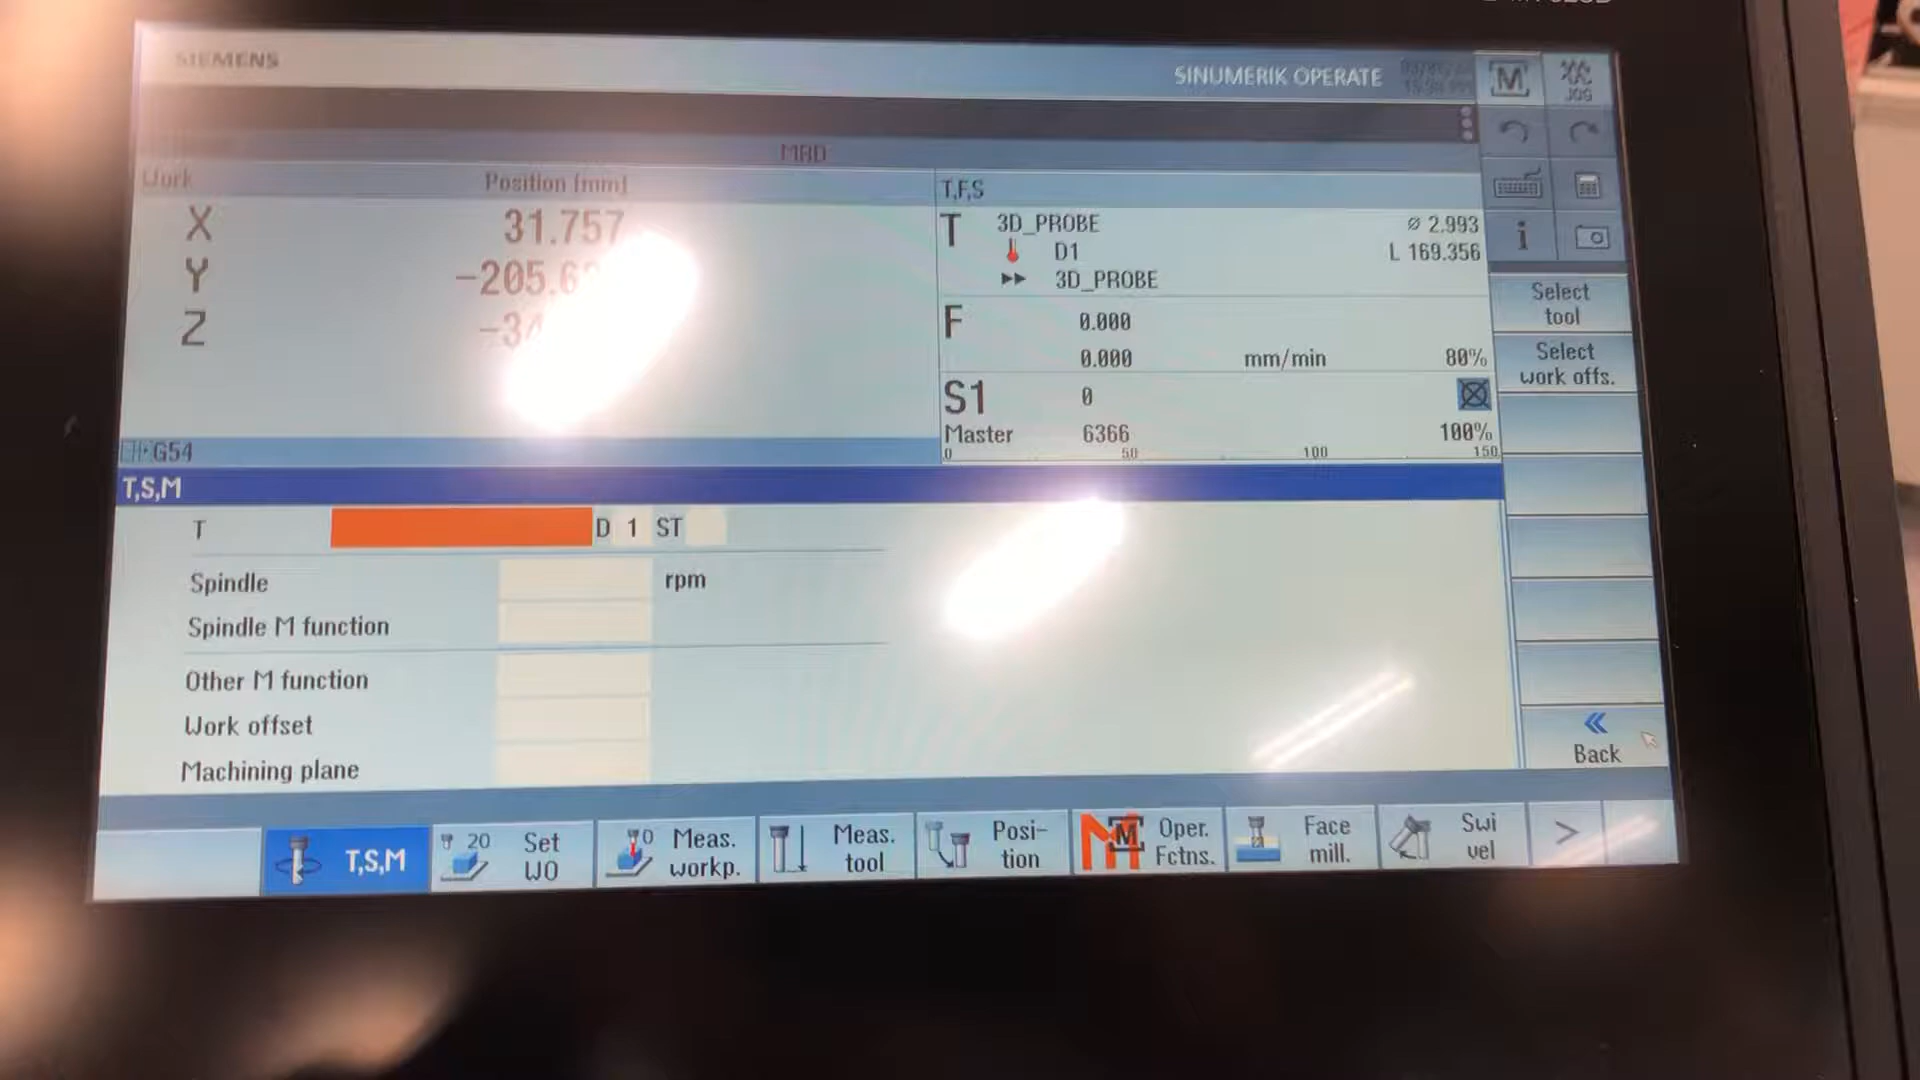 SIEMENS
SINUMERIK OPERATE
M
JOG
MRD
Work Position [mm]
X 31.757
Y
Z
G54
T,F,S
T 3D_PROBE ⌀ 2.993
D1 L 169.356
3D_PROBE
F 0.000
0.000 mm/min 80%
S1 0
Master 6366 100%
0 50 100 150
Select
tool
Select
work offs.
T,S,M
T D 1 ST
Spindle rpm
Spindle M function
Other M function
Work offset
Machining plane
Back
T,S,M
20 Set
WO
0 Meas.
workp.
Meas.
tool
Posi-
tion
M Oper.
Fctns.
Face
mill.
Swi
vel
>